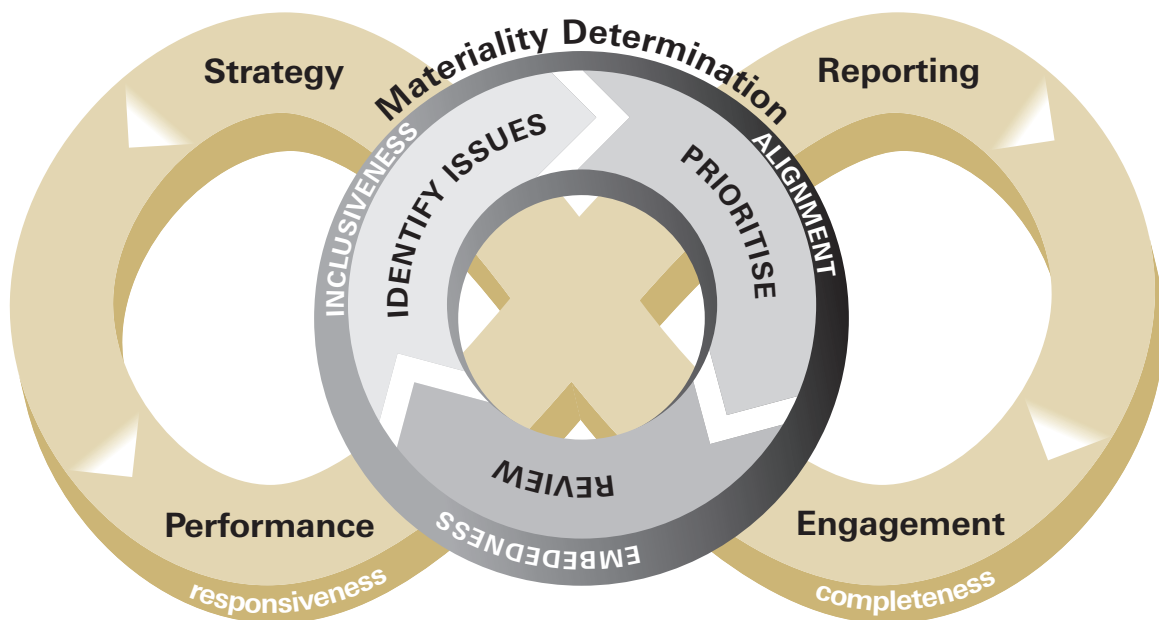 Materiality Determination
Strategy
Reporting
INCLUSIVENESS
IDENTIFY ISSUES
PRIORITISE
ALIGNMENT
REVIEW
EMBEDEDNESS
Performance
Engagement
responsiveness
completeness